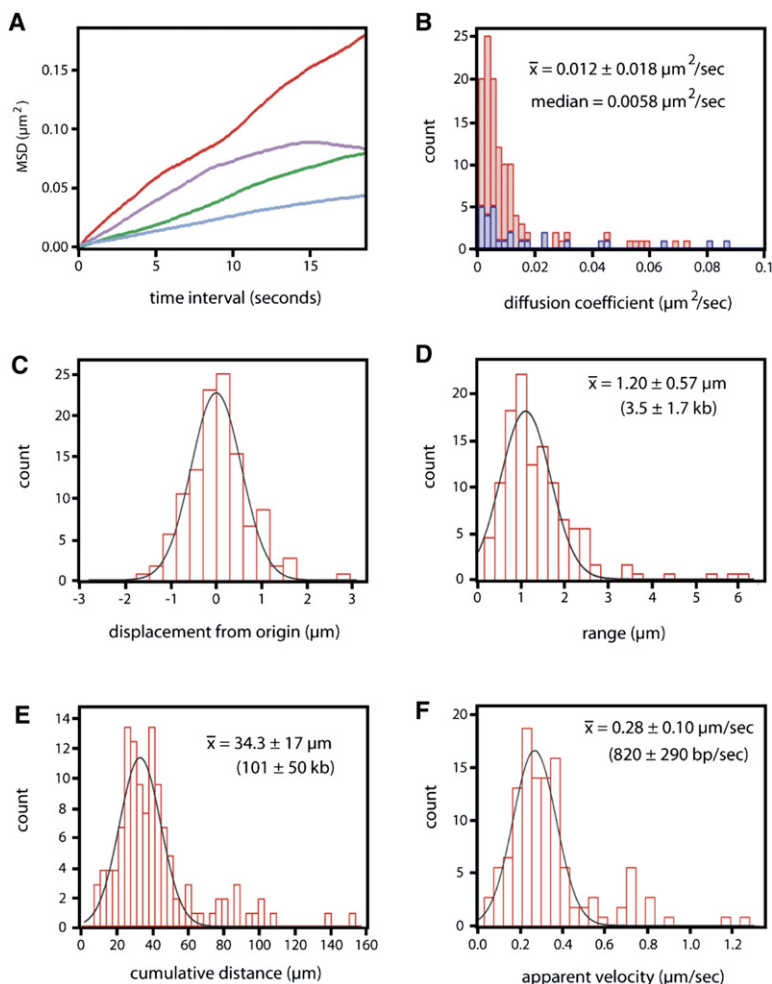 A
MSD (µm²)
0.15
0.10
0.05
0.00
0 5 10 15
time interval (seconds)
B
count
25
20
15
10
5
0
x̄ = 0.012 ± 0.018 µm²/sec
median = 0.0058 µm²/sec
0 0.02 0.04 0.06 0.08 0.1
diffusion coefficient (µm²/sec)
C
count
25
20
15
10
5
0
-3 -2 -1 0 1 2 3
displacement from origin (µm)
D
count
20
15
10
5
0
x̄ = 1.20 ± 0.57 µm
(3.5 ± 1.7 kb)
0 1 2 3 4 5 6
range (µm)
E
count
14
12
10
8
6
4
2
0
x̄ = 34.3 ± 17 µm
(101 ± 50 kb)
0 20 40 60 80 100 120 140 160
cumulative distance (µm)
F
count
20
15
10
5
0
x̄ = 0.28 ± 0.10 µm/sec
(820 ± 290 bp/sec)
0.0 0.2 0.4 0.6 0.8 1.0 1.2
apparent velocity (µm/sec)